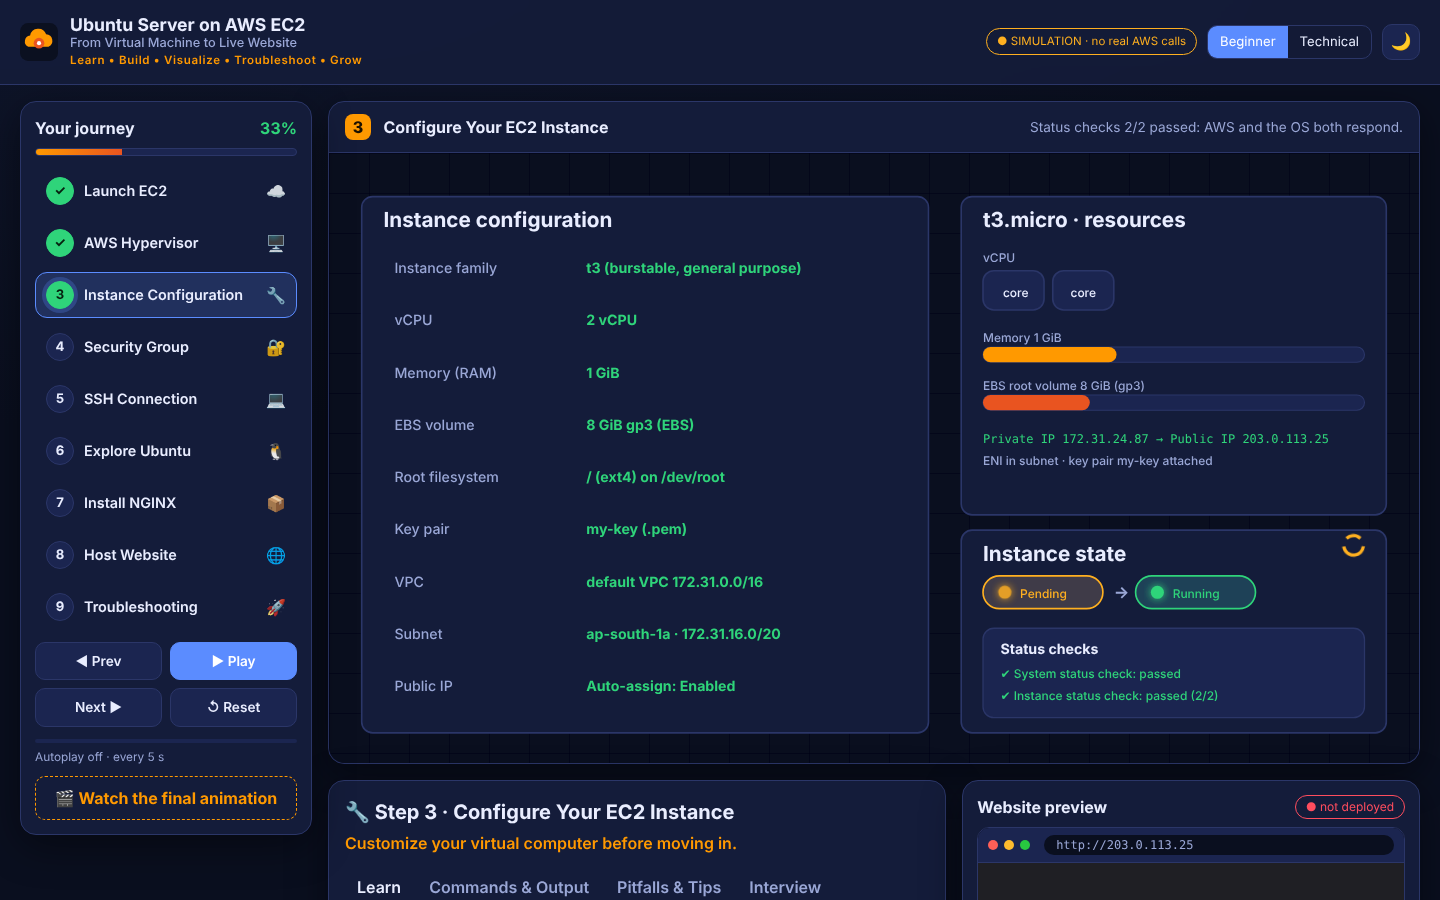 Ubuntu Server on AWS EC2
From Virtual Machine to Live Website
Learn • Build • Visualize • Troubleshoot • Grow
SIMULATION · no real AWS calls
Beginner
Technical
Your journey
33%
Launch EC2
AWS Hypervisor
3
Instance Configuration
4
Security Group
5
SSH Connection
6
Explore Ubuntu
7
Install NGINX
8
Host Website
9
Troubleshooting
◀ Prev
▶ Play
Next ▶
↺ Reset
Autoplay off · every 5 s
🎬 Watch the final animation
3
Configure Your EC2 Instance
Status checks 2/2 passed: AWS and the OS both respond.
Instance configuration
Instance family
t3 (burstable, general purpose)
vCPU
2 vCPU
Memory (RAM)
1 GiB
EBS volume
8 GiB gp3 (EBS)
Root filesystem
/ (ext4) on /dev/root
Key pair
my-key (.pem)
VPC
default VPC 172.31.0.0/16
Subnet
ap-south-1a · 172.31.16.0/20
Public IP
Auto-assign: Enabled
t3.micro · resources
vCPU
core
core
Memory 1 GiB
EBS root volume 8 GiB (gp3)
Private IP 172.31.24.87 → Public IP 203.0.113.25
ENI in subnet · key pair my-key attached
Instance state
Pending
→
Running
Status checks
✔ System status check: passed
✔ Instance status check: passed (2/2)
🔧 Step 3 · Configure Your EC2 Instance
Customize your virtual computer before moving in.
Learn
Commands & Output
Pitfalls & Tips
Interview
Website preview
not deployed
http://203.0.113.25